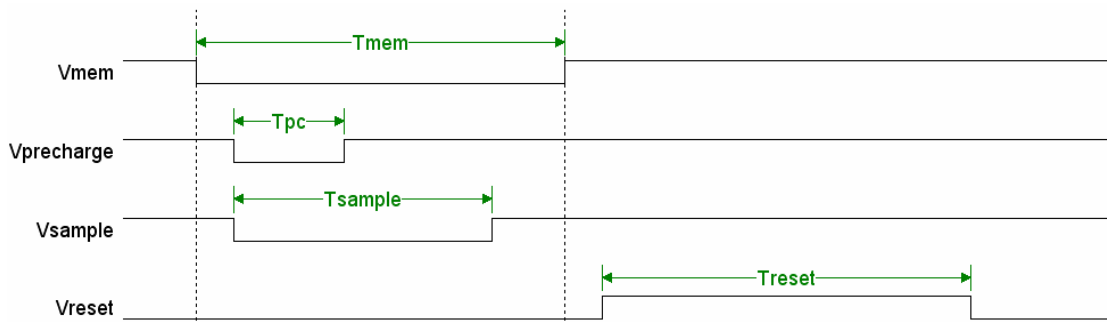 Tmem
Vmem
Tpc
Vprecharge
Tsample
Vsample
Treset
Vreset